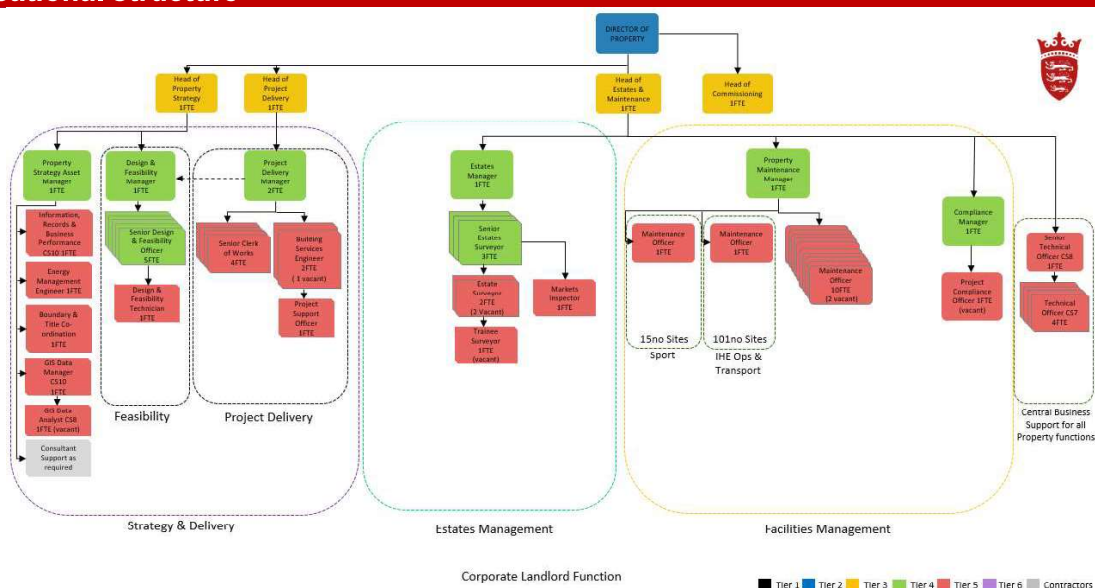 DIRECTOR OF
PROPERTY
Head of
Property
Strategy
1FTE
Head of
Project
Delivery
1FTE
Head of
Estates &
Maintenance
1FTE
Head of
Commissioning
1FTE
Property
Strategy Asset
Manager
1FTE
Design &
Feasibility
Manager
1FTE
Project
Delivery
Manager
2FTE
Estates
Manager
1FTE
Property
Maintenance
Manager
1FTE
Compliance
Manager
1FTE
Information,
Records &
Business
Performance
CS10 1FTE
Energy
Management
Engineer 1FTE
Boundary &
Title Co-
ordination
1FTE
GIS Data
Manager
CS10
1FTE
GIS Data
Analyst CS8
1FTE (vacant)
Consultant
Support as
required
Senior Design
& Feasibility
Officer
5FTE
Design &
Feasibility
Technician
1FTE
Feasibility
Senior Clerk
of Works
4FTE
Building
Services
Engineer
2FTE
( 1 vacant)
Project
Support
Officer
1FTE
Project Delivery
Strategy & Delivery
Senior
Estates
Surveyor
3FTE
Estate
Surveyor
2FTE
(2 Vacant)
Trainee
Surveyor
1FTE
(vacant)
Markets
Inspector
1FTE
Estates Management
Maintenance
Officer
1FTE
15no Sites
Sport
Maintenance
Officer
1FTE
101no Sites
IHE Ops &
Transport
Maintenance
Officer
10FTE
(2 vacant)
Project
Compliance
Officer 1FTE
(vacant)
Facilities Management
Senior
Technical
Officer CS8
1FTE
Technical
Officer CS7
4FTE
Central Business
Support for all
Property functions
Corporate Landlord Function
Tier 1 Tier 2 Tier 3 Tier 4 Tier 5 Tier 6 Contractors